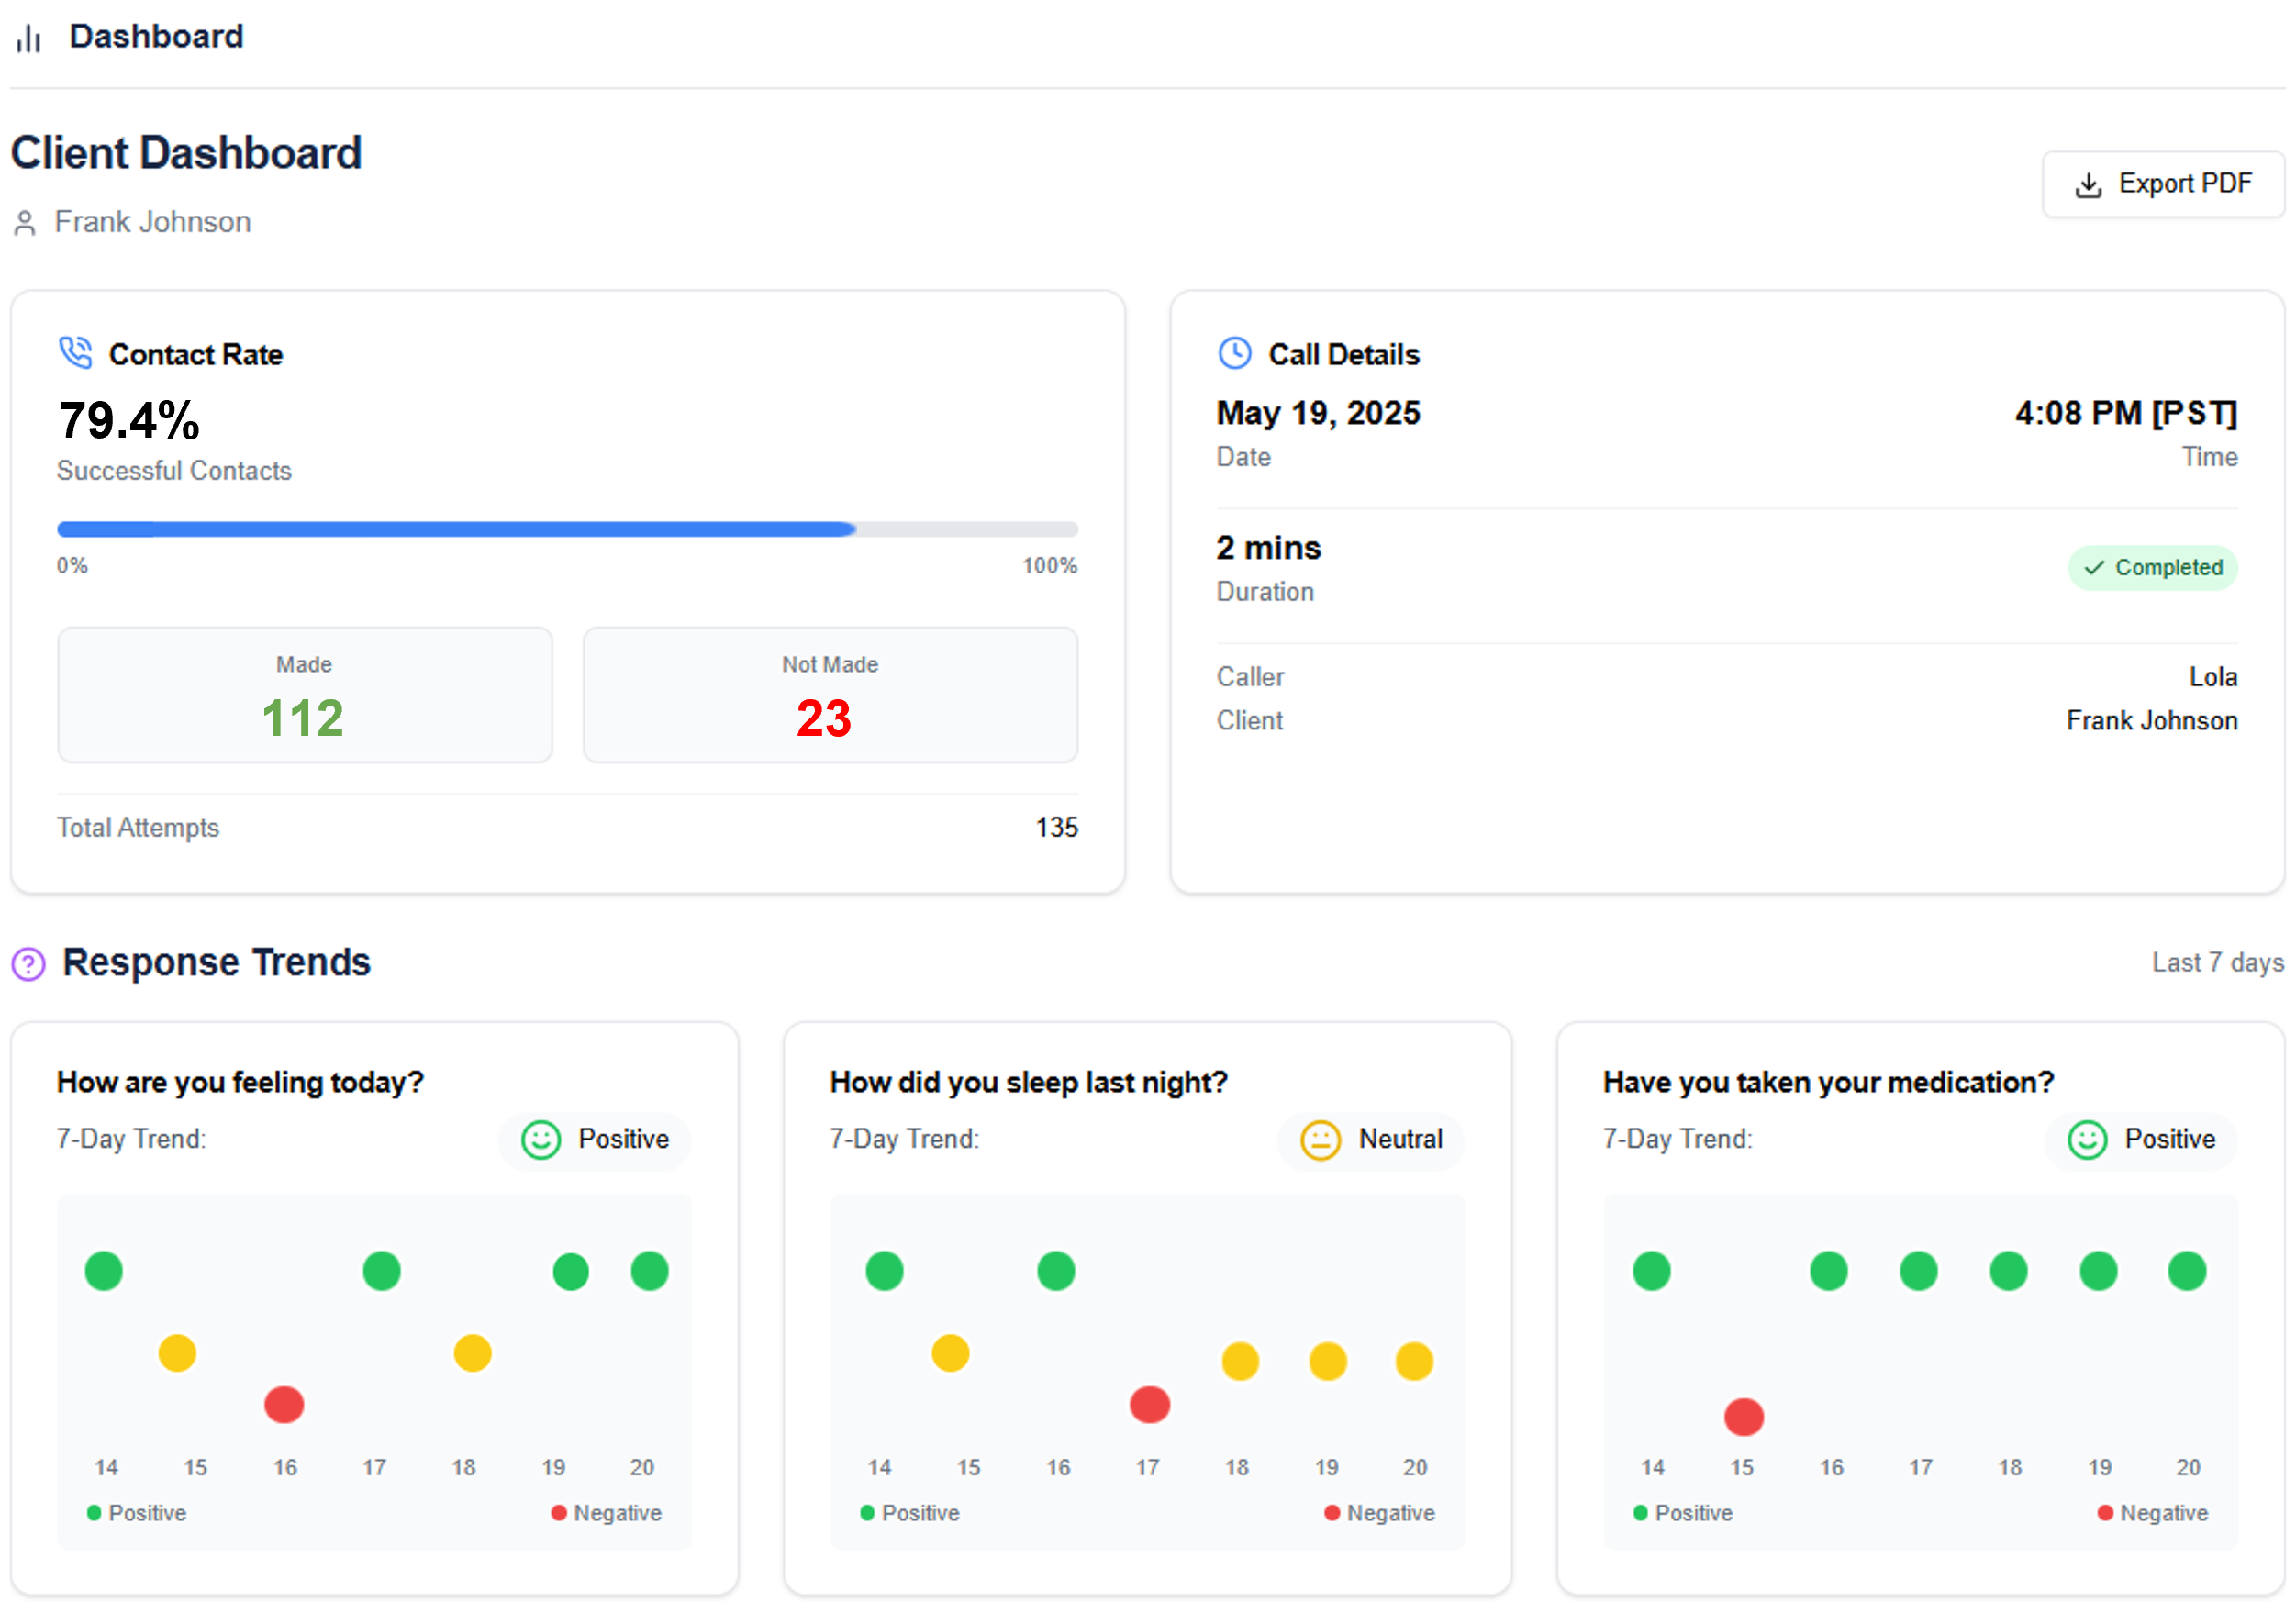 Dashboard
Client Dashboard
Export PDF
Frank Johnson
Contact Rate
79.4%
Successful Contacts
0% 100%
Made Not Made
112 23
Total Attempts 135
Call Details
May 19, 2025 4:08 PM [PST]
Date Time
2 mins
Completed
Duration
Caller Lola
Client Frank Johnson
Response Trends Last 7 days
How are you feeling today?
7-Day Trend: Positive
14 15 16 17 18 19 20
Positive Negative
How did you sleep last night?
7-Day Trend: Neutral
14 15 16 17 18 19 20
Positive Negative
Have you taken your medication?
7-Day Trend: Positive
14 15 16 17 18 19 20
Positive Negative